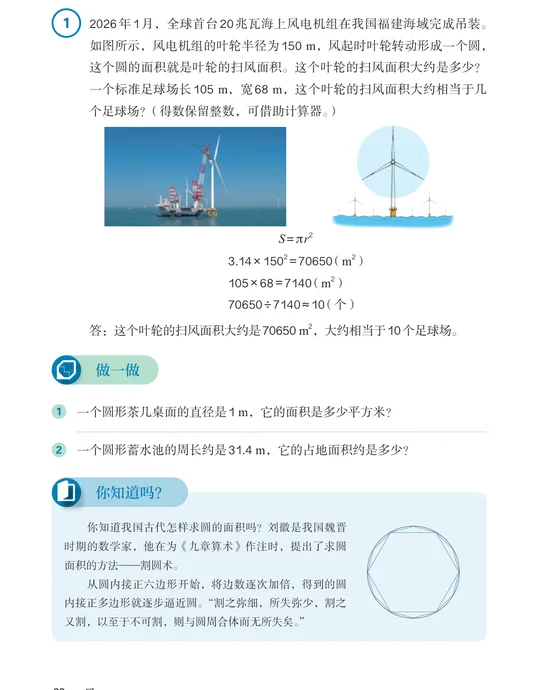 1 2026年1月，全球首台20兆瓦海上风电机组在我国福建海域完成吊装。
如图所示，风电机组的叶轮半径为150 m，风起时叶轮转动形成一个圆，
这个圆的面积就是叶轮的扫风面积。这个叶轮的扫风面积大约是多少？
一个标准足球场长105 m，宽68 m，这个叶轮的扫风面积大约相当于几
个足球场？（得数保留整数，可借助计算器。）
S=πr²
3.14×150²=70650（m²）
105×68=7140（m²）
70650÷7140≈10（个）
答：这个叶轮的扫风面积大约是70650 m²，大约相当于10个足球场。
做一做
1 一个圆形茶几桌面的直径是1 m，它的面积是多少平方米？
2 一个圆形蓄水池的周长约是31.4 m，它的占地面积约是多少？
你知道吗？
你知道我国古代怎样求圆的面积吗？刘徽是我国魏晋
时期的数学家，他在为《九章算术》作注时，提出了求圆
面积的方法——割圆术。
从圆内接正六边形开始，将边数逐次加倍，得到的圆
内接正多边形就逐步逼近圆。“割之弥细，所失弥少，割之
又割，以至于不可割，则与圆周合体而无所失矣。”